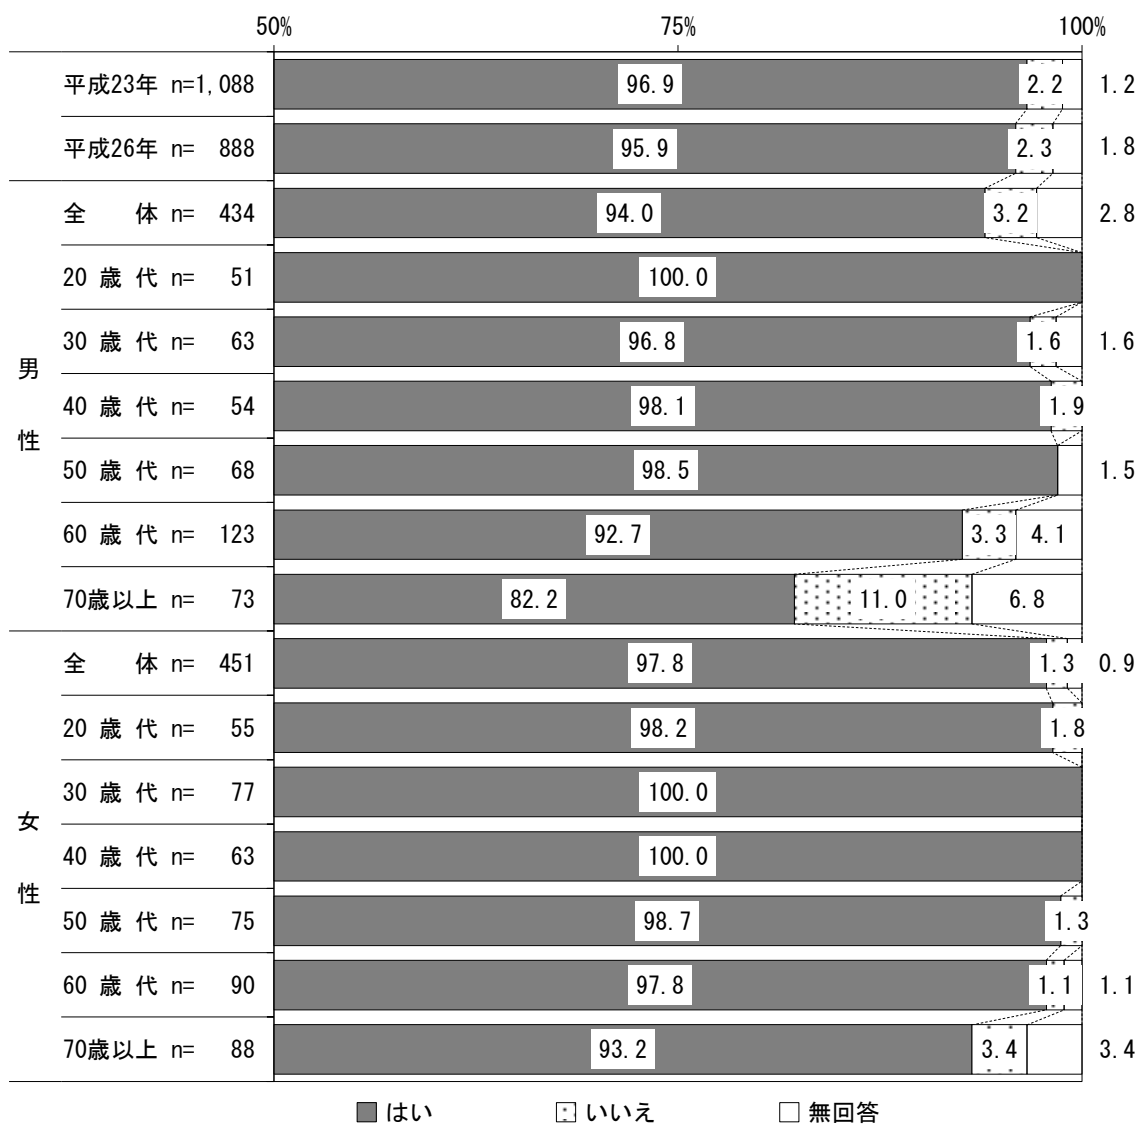 50% 75% 100%
平成23年 n=1,088 96.9 2.2 1.2
平成26年 n= 888 95.9 2.3 1.8
男性
全 体 n= 434 94.0 3.2 2.8
20 歳 代 n= 51 100.0
30 歳 代 n= 63 96.8 1.6 1.6
40 歳 代 n= 54 98.1 1.9
50 歳 代 n= 68 98.5 1.5
60 歳 代 n= 123 92.7 3.3 4.1
70歳以上 n= 73 82.2 11.0 6.8
女性
全 体 n= 451 97.8 1.3 0.9
20 歳 代 n= 55 98.2 1.8
30 歳 代 n= 77 100.0
40 歳 代 n= 63 100.0
50 歳 代 n= 75 98.7 1.3
60 歳 代 n= 90 97.8 1.1 1.1
70歳以上 n= 88 93.2 3.4 3.4
はい いいえ 無回答